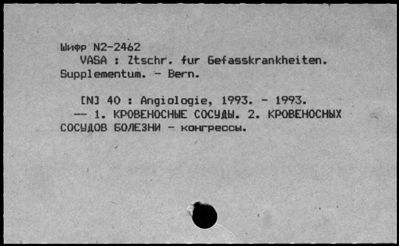 Шифр N2-2462
VASA : Ztschr. fur Gefasskrankheiten.
Supplementum. - Bern.
[N] 40 : Angiologie, 1993. - 1993.
-- 1. КРОВЕНОСНЫЕ СОСУДЫ. 2. КРОВЕНОСНЫХ
СОСУДОВ БОЛЕЗНИ - конгрессы.